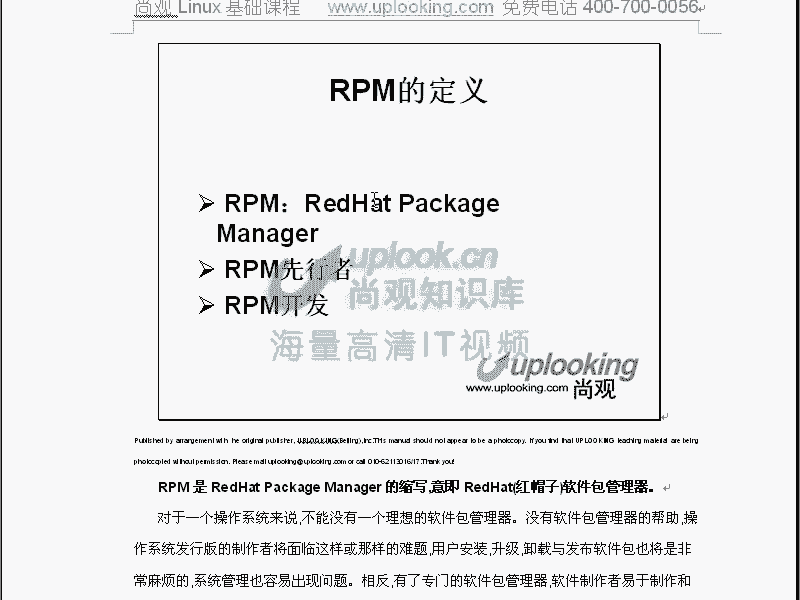 尚观 Linux 基础课程 www.uplooking.com 免费电话 400-700-0056
RPM的定义
➢ RPM：RedHat Package
Manager
➢ RPM先行者
➢ RPM开发
uplook.cn
尚观知识库
海量高清IT视频
uplooking
www.uplooking.com 尚观
Published by arrangement with he original publisher, UPLOOKING(Beiling),inc.THis manual should not appear to be a photocopy. If you find that UPLOOKING teaching material are being
photocopied without permission. Please mail uplooking@uplooking.com or call 010-62113016/17.Thank you!
RPM 是 RedHat Package Manager 的缩写,意即 RedHat(红帽子)软件包管理器。
对于一个操作系统来说,不能没有一个理想的软件包管理器。没有软件包管理器的帮助,操
作系统发行版的制作者将面临这样或那样的难题,用户安装,升级,卸载与发布软件包也将是非
常麻烦的,系统管理也容易出现问题。相反,有了专门的软件包管理器,软件制作者易于制作和